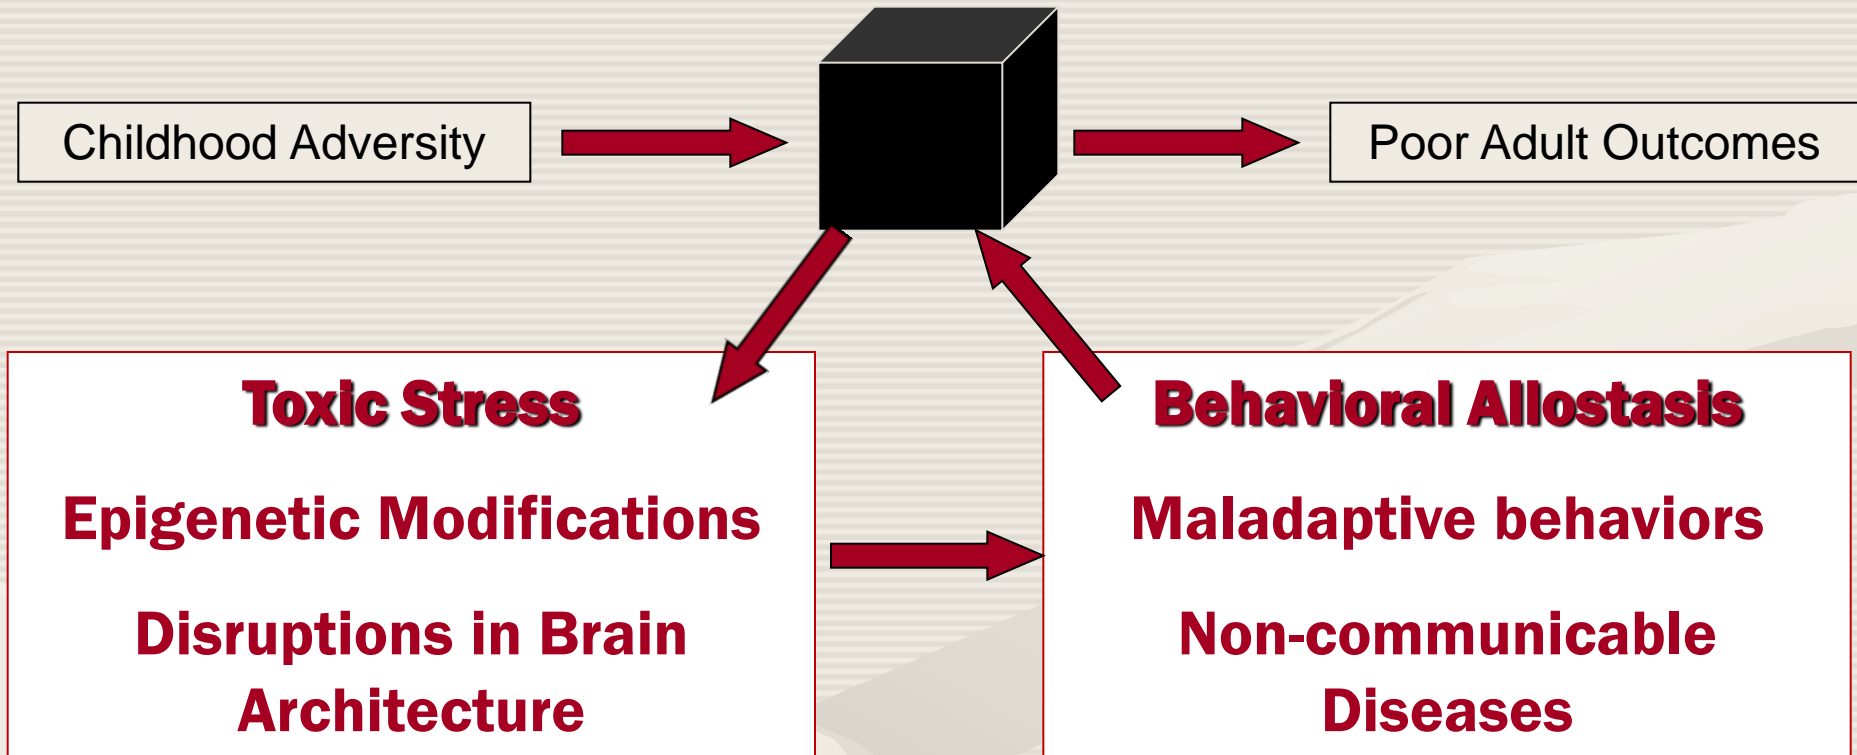 Childhood Adversity
Poor Adult Outcomes
Toxic Stress
Epigenetic Modifications
Disruptions in Brain
Architecture
Behavioral Allostasis
Maladaptive behaviors
Non-communicable
Diseases